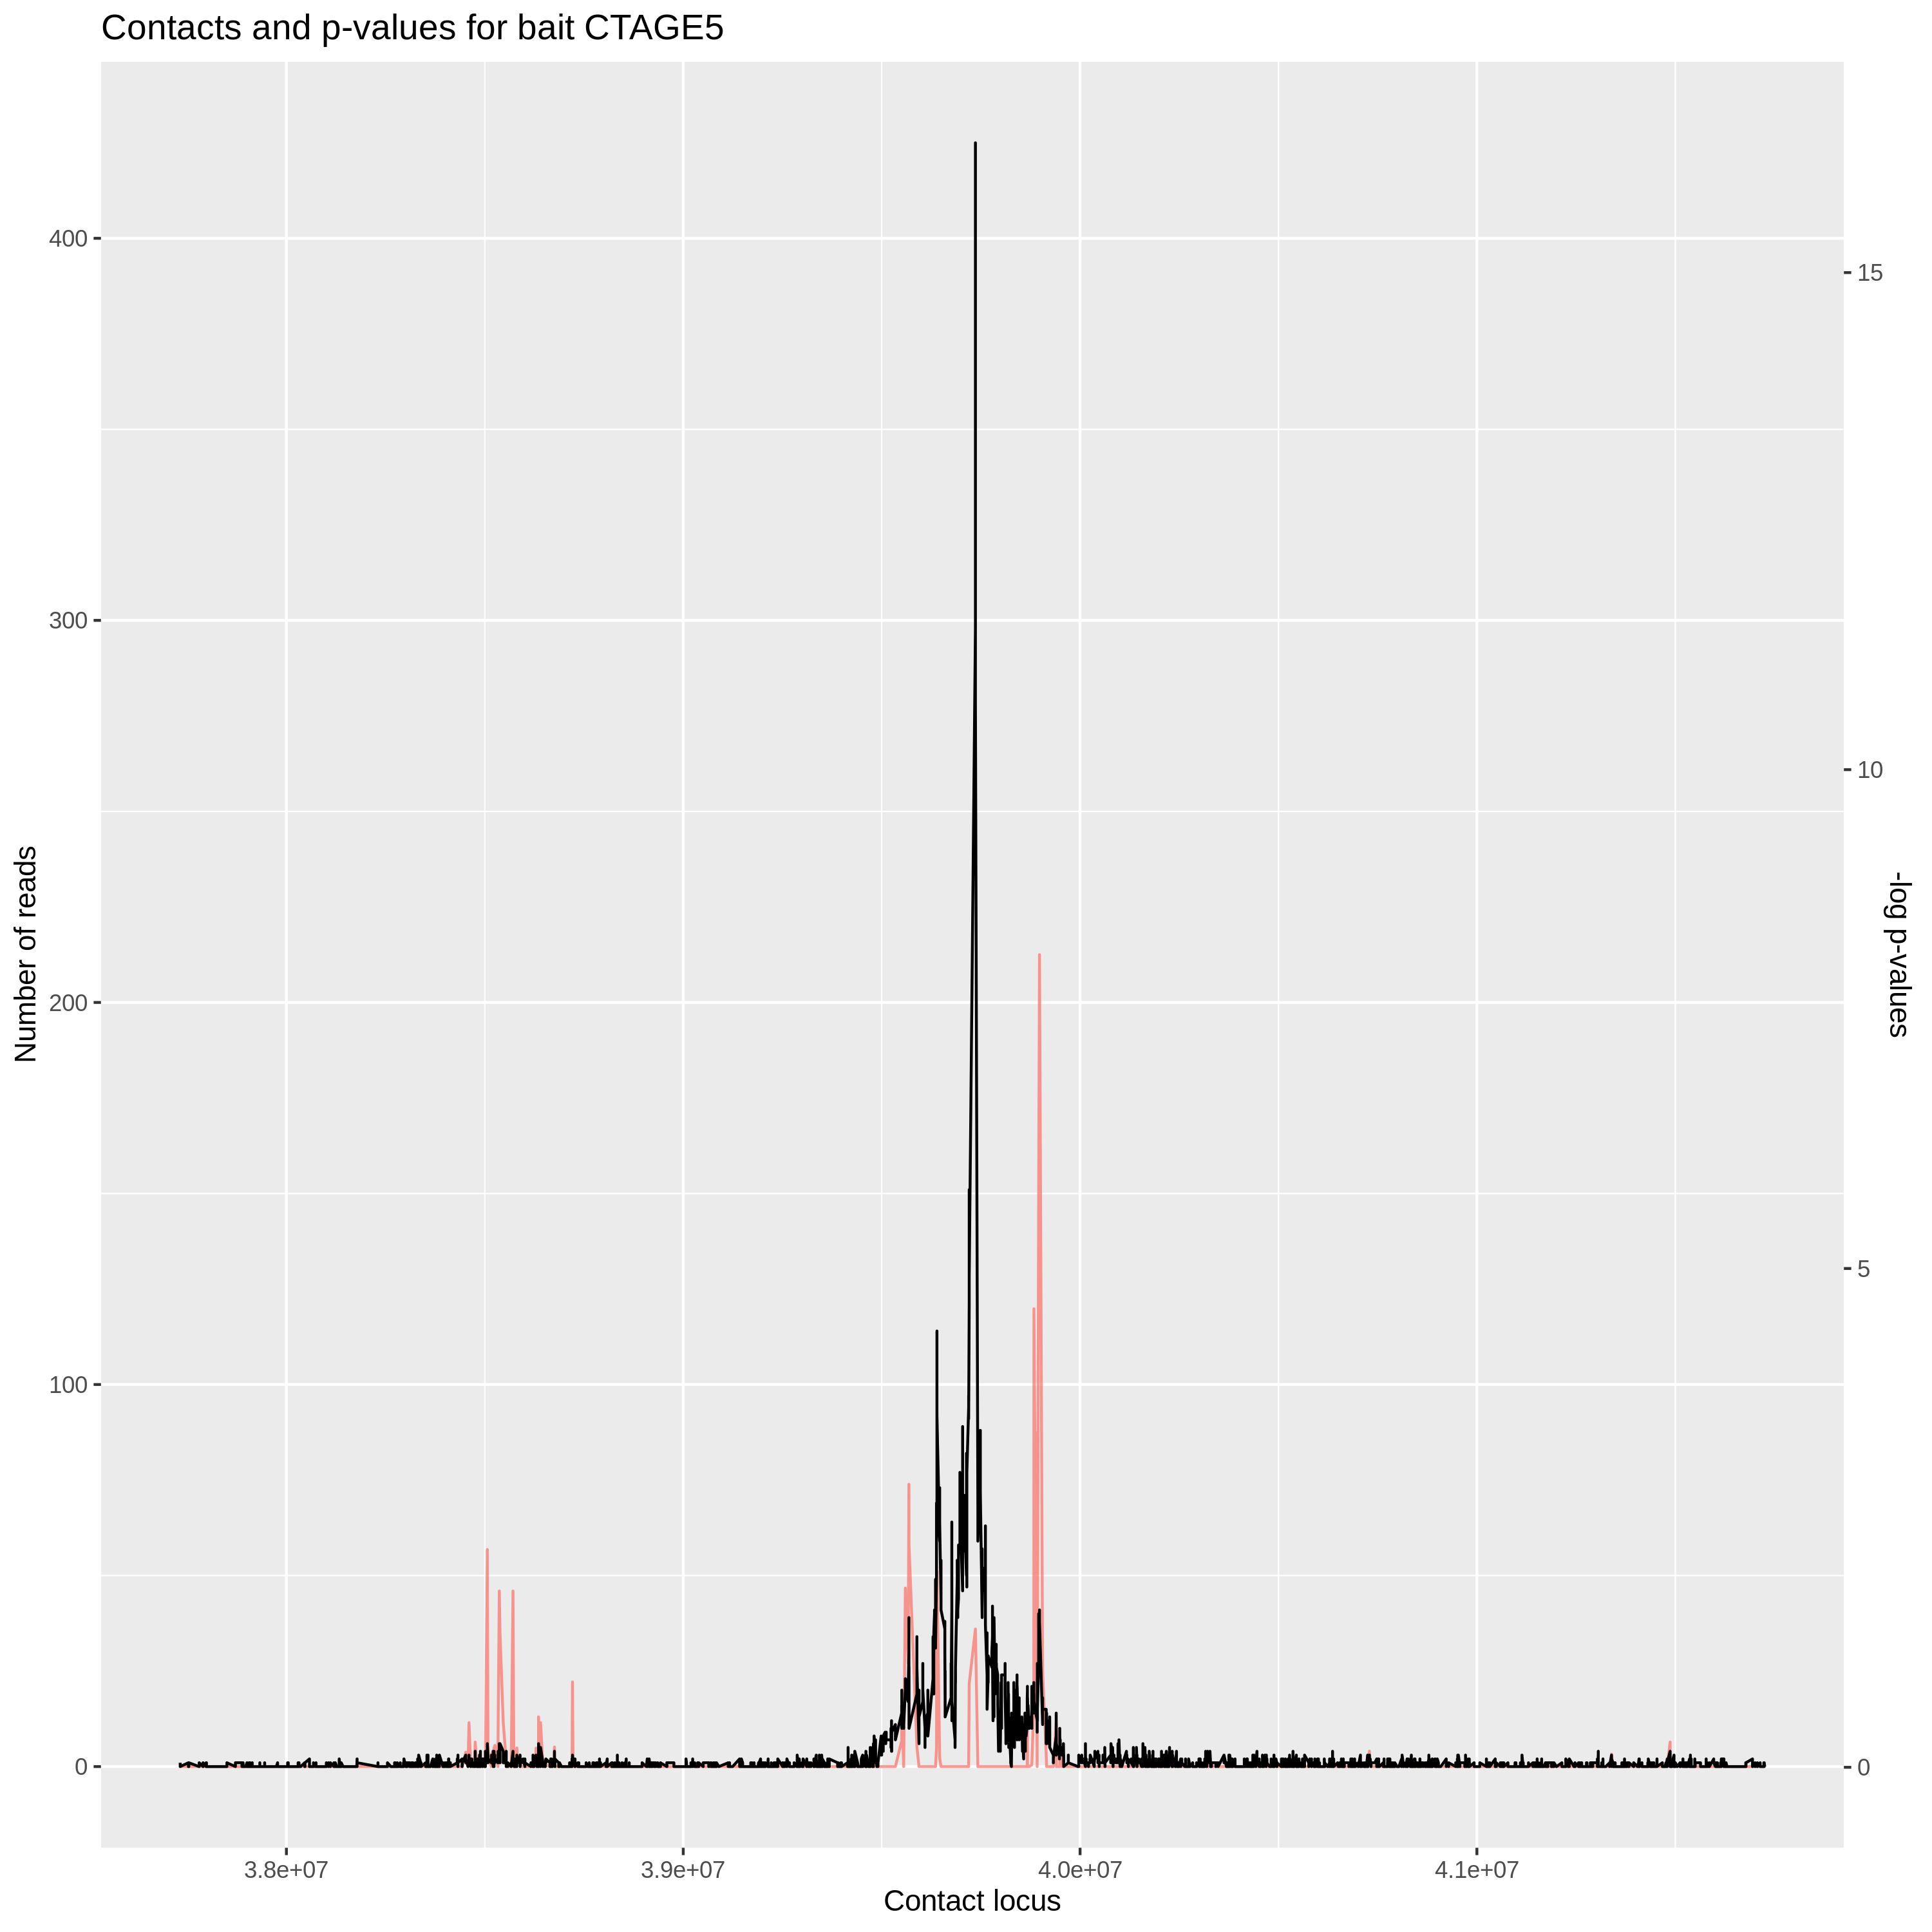 Contacts and p-values for bait CTAGE5
400
300
200
100
0
Number of reads
15
10
5
0
-log p-values
3.8e+07
3.9e+07
4.0e+07
4.1e+07
Contact locus